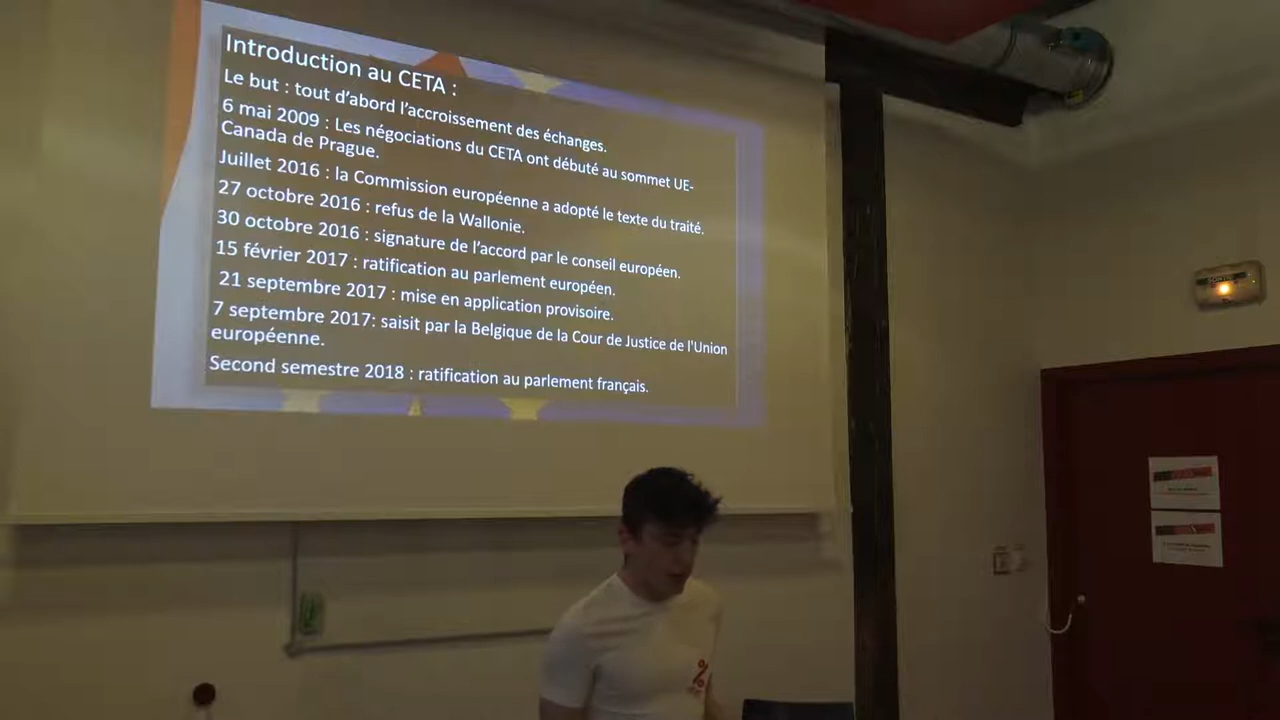 Introduction au CETA :
Le but : tout d’abord l’accroissement des échanges.
6 mai 2009 : Les négociations du CETA ont débuté au sommet UE-
Canada de Prague.
Juillet 2016 : la Commission européenne a adopté le texte du traité.
27 octobre 2016 : refus de la Wallonie.
30 octobre 2016 : signature de l’accord par le conseil européen.
15 février 2017 : ratification au parlement européen.
21 septembre 2017 : mise en application provisoire.
7 septembre 2017: saisit par la Belgique de la Cour de Justice de l'Union
européenne.
Second semestre 2018 : ratification au parlement français.
%